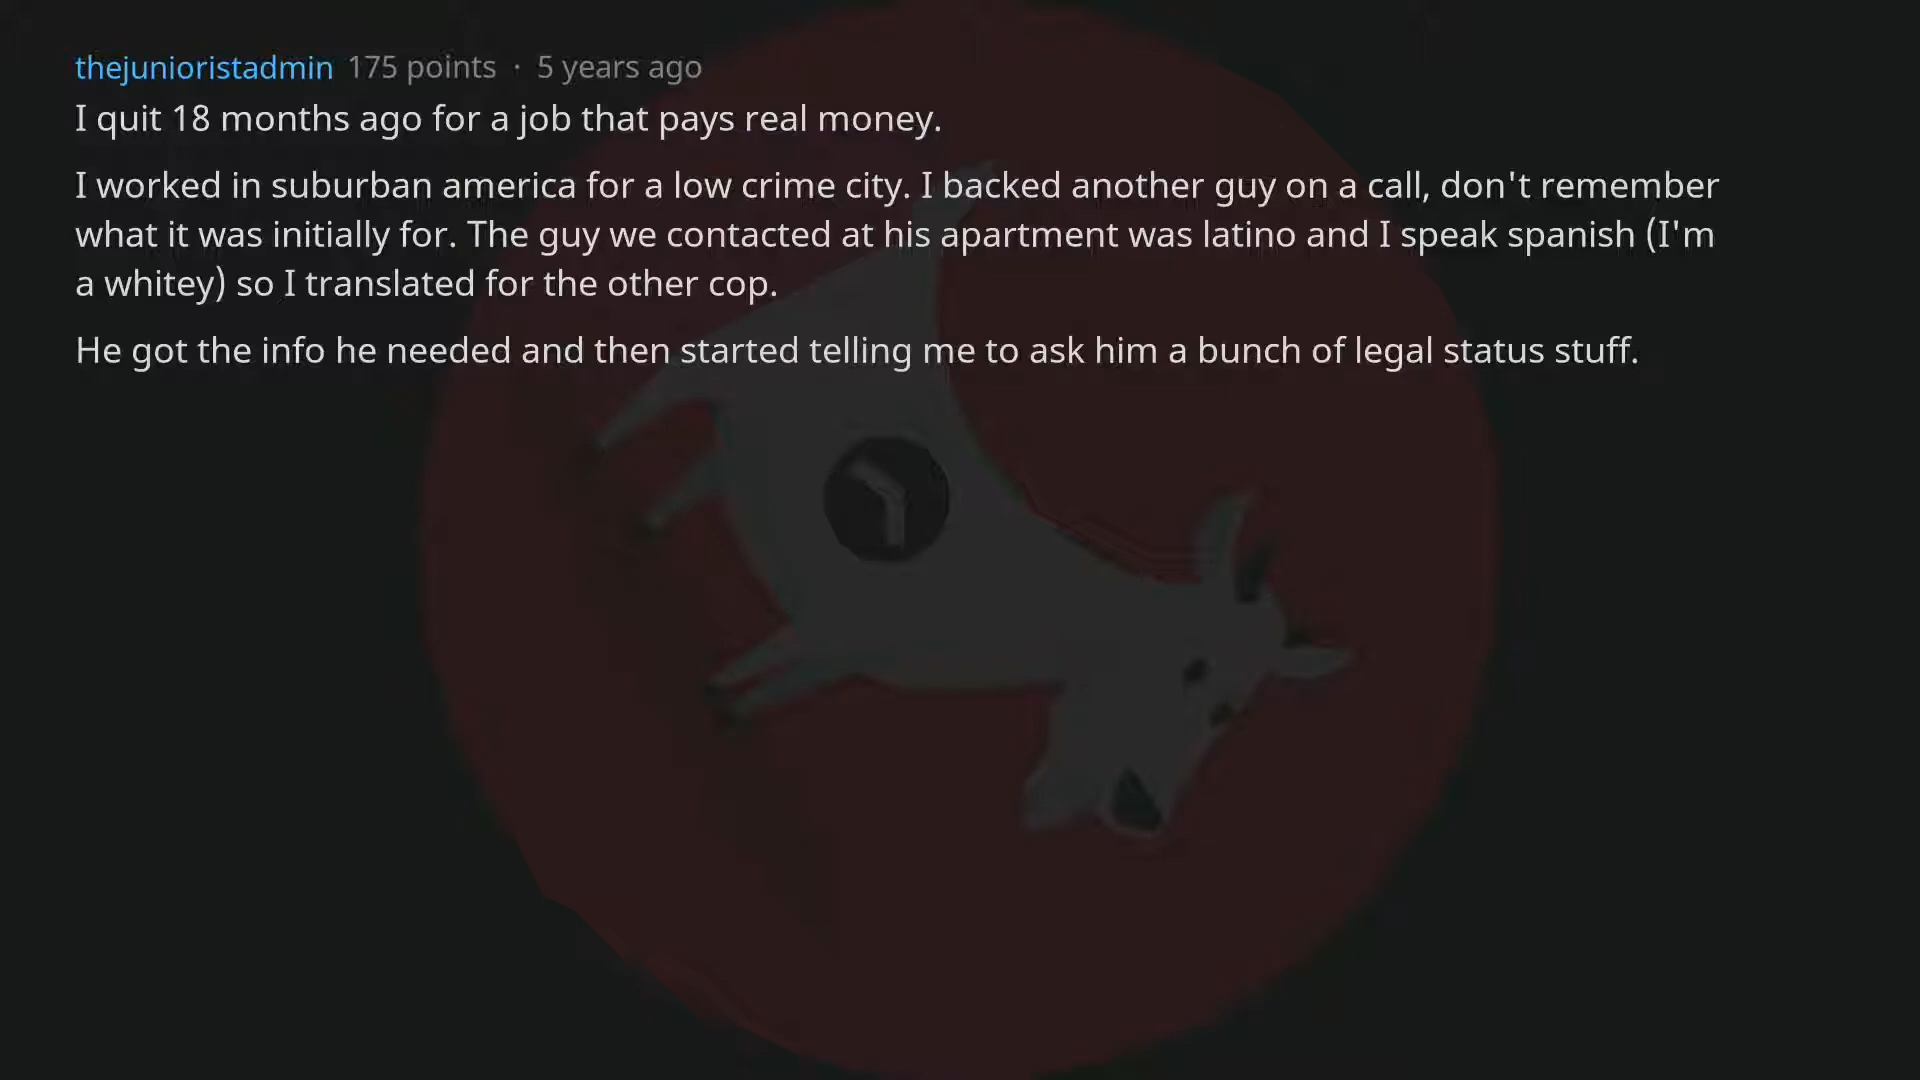 thejunioristadmin 175 points · 5 years ago
I quit 18 months ago for a job that pays real money.
I worked in suburban america for a low crime city. I backed another guy on a call, don't remember
what it was initially for. The guy we contacted at his apartment was latino and I speak spanish (I'm
a whitey) so I translated for the other cop.
He got the info he needed and then started telling me to ask him a bunch of legal status stuff.